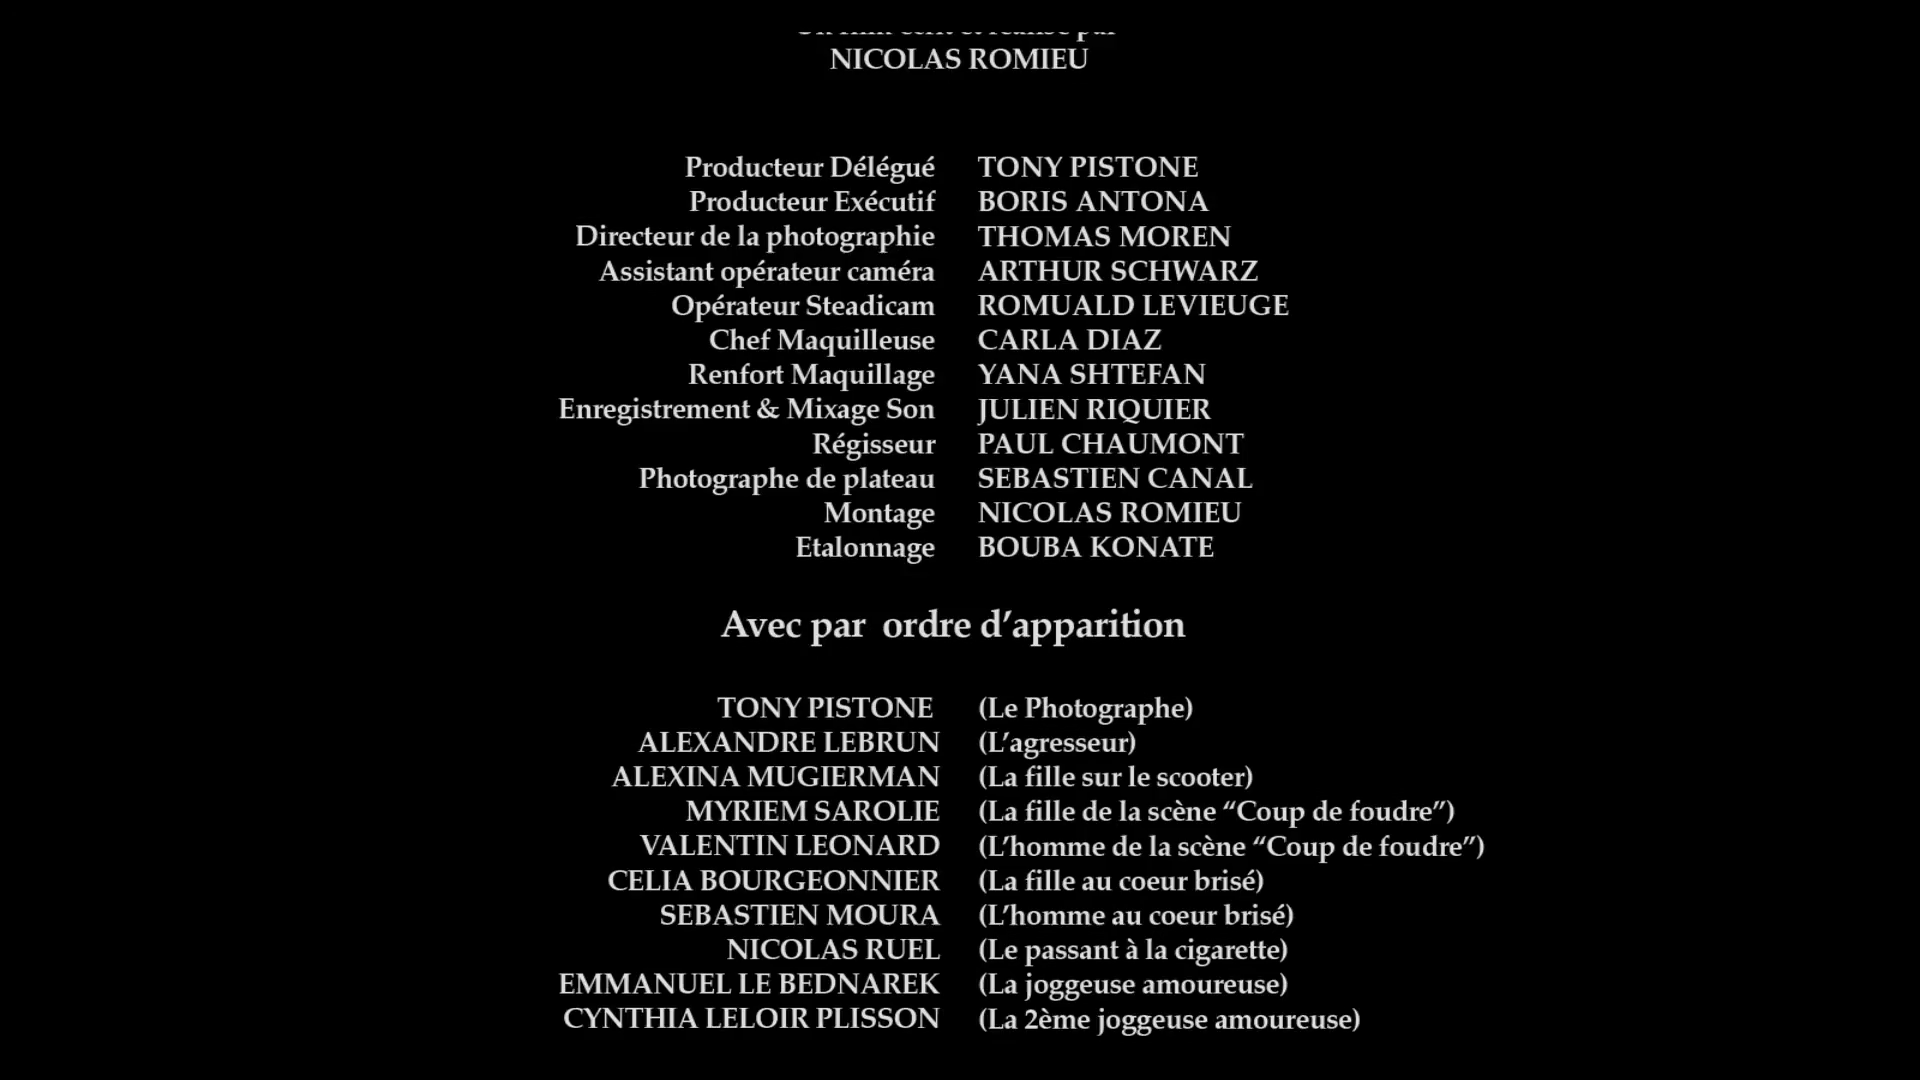 NICOLAS ROMIEU
Producteur Délégué TONY PISTONE
Producteur Exécutif BORIS ANTONA
Directeur de la photographie THOMAS MOREN
Assistant opérateur caméra ARTHUR SCHWARZ
Opérateur Steadicam ROMUALD LEVIEUGE
Chef Maquilleuse CARLA DIAZ
Renfort Maquillage YANA SHTEFAN
Enregistrement & Mixage Son JULIEN RIQUIER
Régisseur PAUL CHAUMONT
Photographe de plateau SEBASTIEN CANAL
Montage NICOLAS ROMIEU
Etalonnage BOUBA KONATE
Avec par ordre d’apparition
TONY PISTONE (Le Photographe)
ALEXANDRE LEBRUN (L’agresseur)
ALEXINA MUGIERMAN (La fille sur le scooter)
MYRIEM SAROLIE (La fille de la scène “Coup de foudre”)
VALENTIN LEONARD (L’homme de la scène “Coup de foudre”)
CELIA BOURGEONNIER (La fille au coeur brisé)
SEBASTIEN MOURA (L’homme au coeur brisé)
NICOLAS RUEL (Le passant à la cigarette)
EMMANUEL LE BEDNAREK (La joggeuse amoureuse)
CYNTHIA LELOIR PLISSON (La 2ème joggeuse amoureuse)